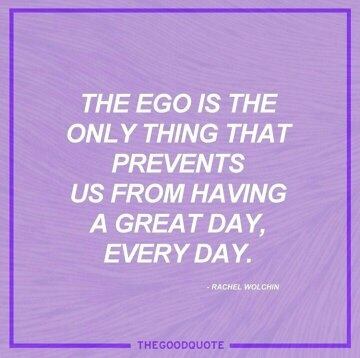 THE EGO IS THE
ONLY THING THAT
PREVENTS
US FROM HAVING
A GREAT DAY,
EVERY DAY.
- RACHEL WOLCHIN
THEGOODQUOTE